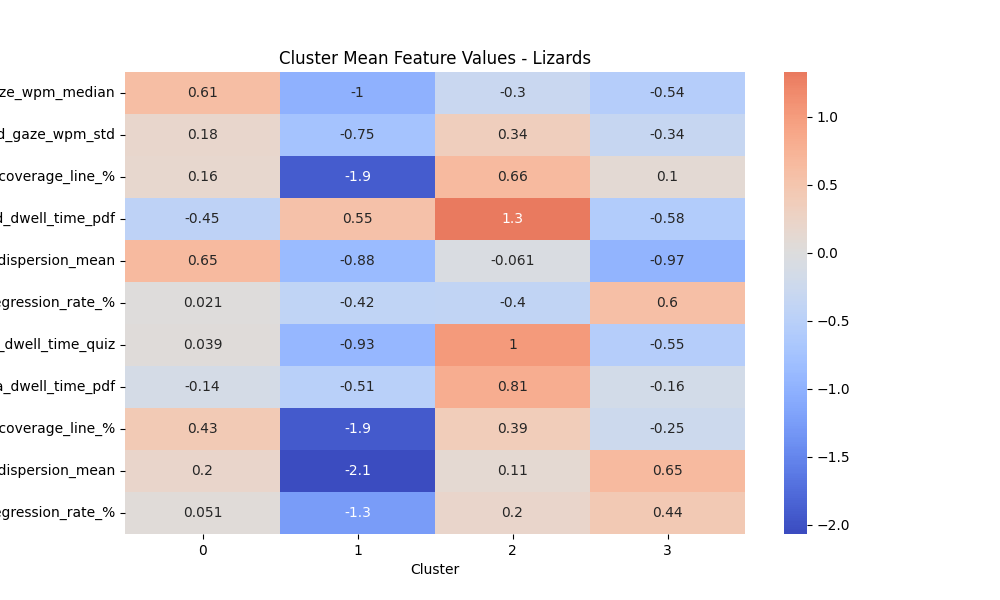 Cluster Mean Feature Values - Lizards
ze_wpm_median 0.61 -1 -0.3 -0.54
d_gaze_wpm_std 0.18 -0.75 0.34 -0.34
coverage_line_% 0.16 -1.9 0.66 0.1
d_dwell_time_pdf -0.45 0.55 1.3 -0.58
dispersion_mean 0.65 -0.88 -0.061 -0.97
egression_rate_% 0.021 -0.42 -0.4 0.6
_dwell_time_quiz 0.039 -0.93 1 -0.55
a_dwell_time_pdf -0.14 -0.51 0.81 -0.16
coverage_line_% 0.43 -1.9 0.39 -0.25
dispersion_mean 0.2 -2.1 0.11 0.65
egression_rate_% 0.051 -1.3 0.2 0.44
0 1 2 3
Cluster
1.0
0.5
0.0
−0.5
−1.0
−1.5
−2.0